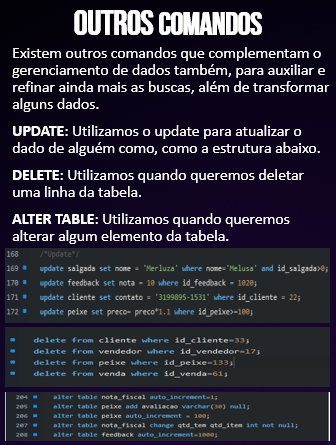 OUTROS COMANDOS
Existem outros comandos que complementam o
gerenciamento de dados também, para auxiliar e
refinar ainda mais as buscas, além de transformar
alguns dados.
UPDATE: Utilizamos o update para atualizar o
dado de alguém como, como a estrutura abaixo.
DELETE: Utilizamos quando queremos deletar
uma linha da tabela.
ALTER TABLE: Utilizamos quando queremos
alterar algum elemento da tabela.
168 /*Update*/
169 update salgada set nome = 'Merluza' where nome='Melusa' and id_salgada>0;
170 update feedback set nota = 10 where id_feedback = 1020;
171 update cliente set contato = '3199895-1531' where id_cliente = 22;
172 update peixe set preco= preco*1.1 where id_peixe>=100;
delete from cliente where id_cliente=33;
delete from vendedor where id_vendedor=17;
delete from peixe where id_peixe=133;
delete from venda where id_venda=61;
204 alter table nota_fiscal auto_increment=1;
205 alter table peixe add avaliacao varchar(30) null;
206 alter table peixe auto_increment = 100;
207 alter table nota_fiscal change qtd_tem qtd_item int not null;
208 alter table feedback auto_increment=1000;